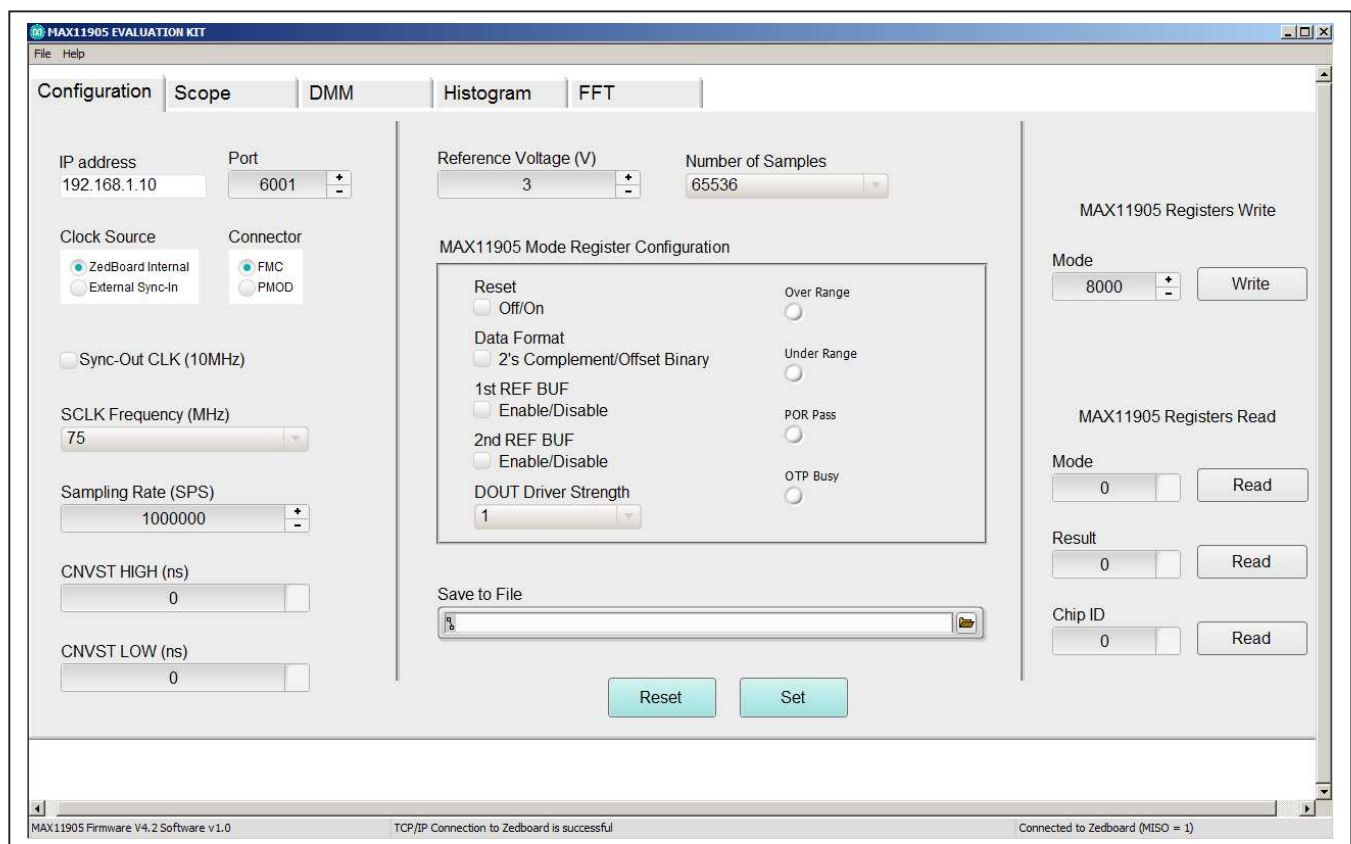 MAX11905 EVALUATION KIT
File Help
Configuration Scope DMM Histogram FFT
IP address
192.168.1.10
Port
6001
Clock Source
ZedBoard Internal
External Sync-In
Connector
FMC
PMOD
Sync-Out CLK (10MHz)
SCLK Frequency (MHz)
75
Sampling Rate (SPS)
1000000
CNVST HIGH (ns)
0
CNVST LOW (ns)
0
Reference Voltage (V)
3
Number of Samples
65536
MAX11905 Mode Register Configuration
Reset
Off/On
Data Format
2's Complement/Offset Binary
1st REF BUF
Enable/Disable
2nd REF BUF
Enable/Disable
DOUT Driver Strength
1
Over Range
Under Range
POR Pass
OTP Busy
Save to File
Reset
Set
MAX11905 Registers Write
Mode
8000
Write
MAX11905 Registers Read
Mode
0
Read
Result
0
Read
Chip ID
0
Read
MAX11905 Firmware V4.2 Software v1.0
TCP/IP Connection to Zedboard is successful
Connected to Zedboard (MISO = 1)